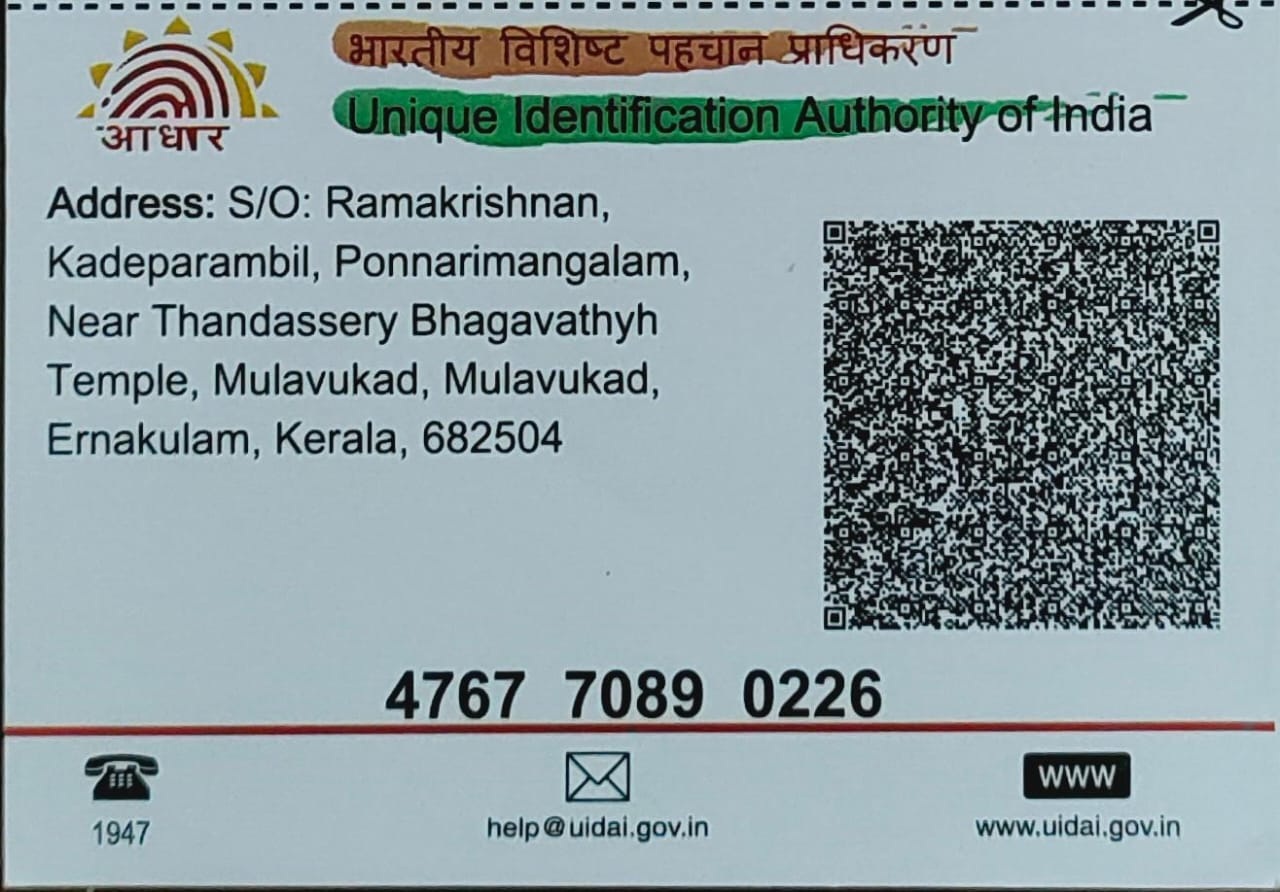 भारतीय विशिष्ट पहचान प्राधिकरण
Unique Identification Authority of India
आधार
Address: S/O: Ramakrishnan,
Kadeparambil, Ponnarimangalam,
Near Thandassery Bhagavathyh
Temple, Mulavukad, Mulavukad,
Ernakulam, Kerala, 682504
4767 7089 0226
www
1947
help@uidai.gov.in
www.uidai.gov.in